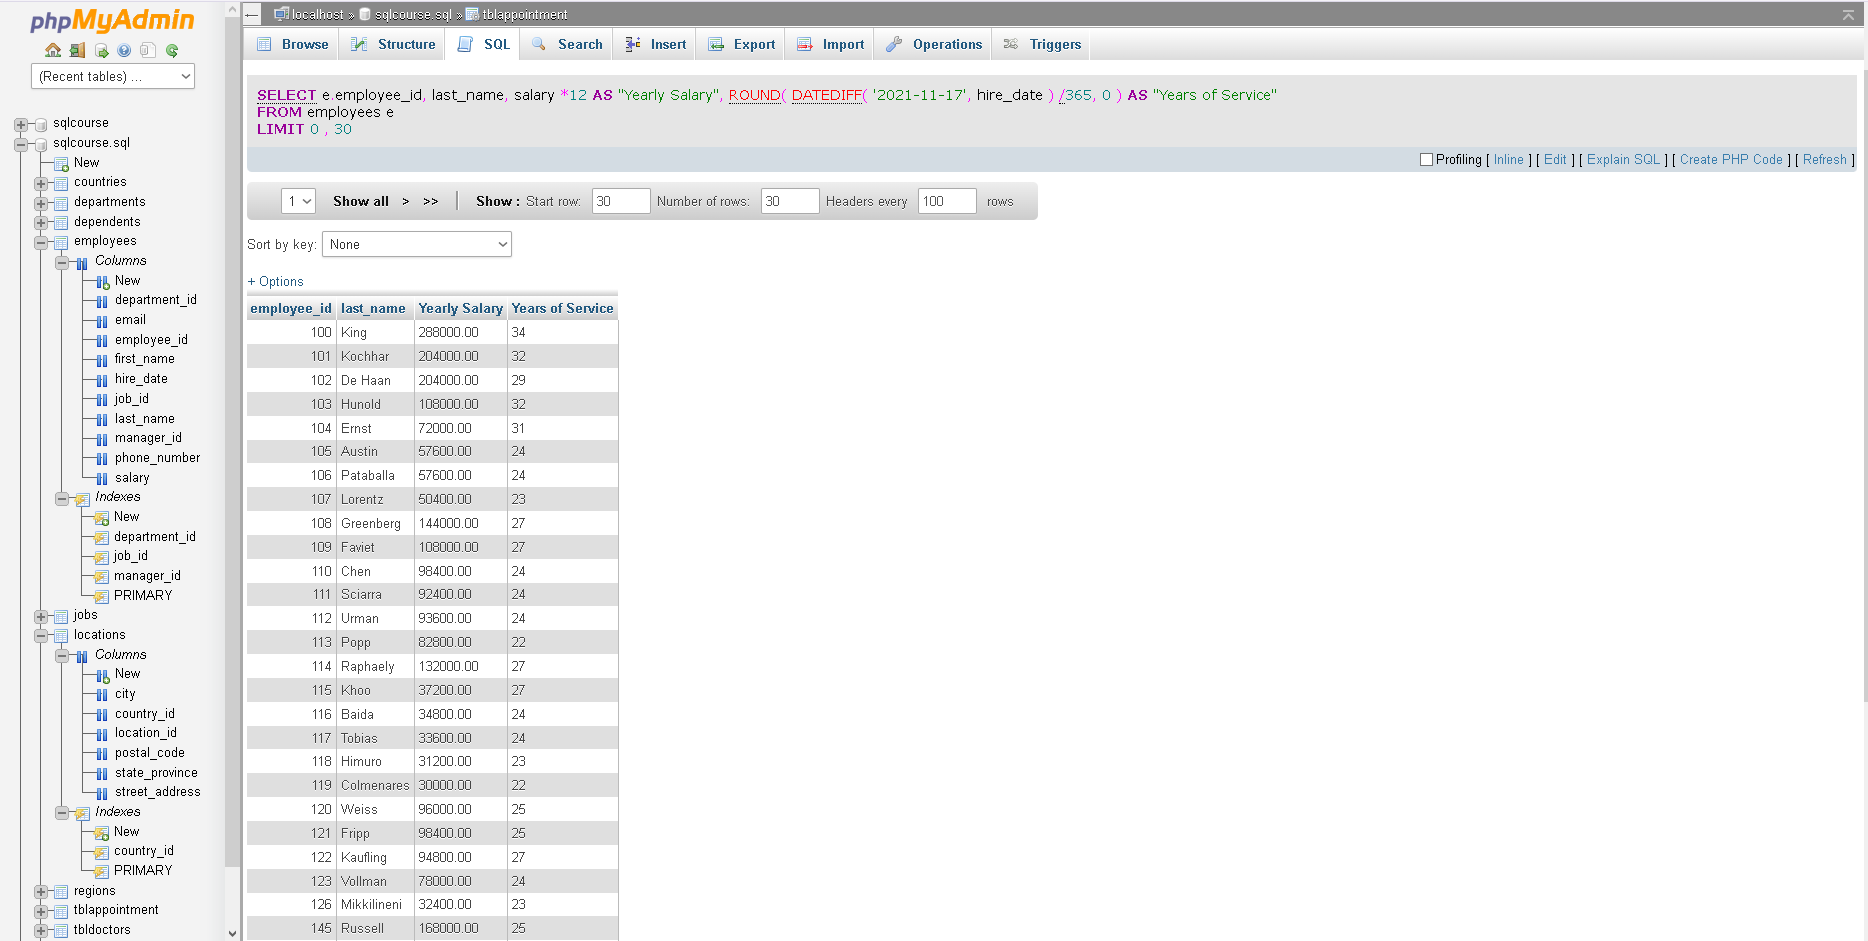 phpMyAdmin
(Recent tables) ...
sqlcourse
sqlcourse.sql
New
countries
departments
dependents
employees
Columns
New
department_id
email
employee_id
first_name
hire_date
job_id
last_name
manager_id
phone_number
salary
Indexes
New
department_id
job_id
manager_id
PRIMARY
jobs
locations
Columns
New
city
country_id
location_id
postal_code
state_province
street_address
Indexes
New
country_id
PRIMARY
regions
tblappointment
tbldoctors
localhost » sqlcourse.sql » tblappointment
Browse Structure SQL Search Insert Export Import Operations Triggers
SELECT e.employee_id, last_name, salary *12 AS "Yearly Salary", ROUND( DATEDIFF( '2021-11-17', hire_date ) /365, 0 ) AS "Years of Service"
FROM employees e
LIMIT 0 , 30
Profiling [ Inline ] [ Edit ] [ Explain SQL ] [ Create PHP Code ] [ Refresh ]
1 Show all > >> Show : Start row: 30 Number of rows: 30 Headers every 100 rows
Sort by key: None
+ Options
employee_id last_name Yearly Salary Years of Service
100 King 288000.00 34
101 Kochhar 204000.00 32
102 De Haan 204000.00 29
103 Hunold 108000.00 32
104 Ernst 72000.00 31
105 Austin 57600.00 24
106 Pataballa 57600.00 24
107 Lorentz 50400.00 23
108 Greenberg 144000.00 27
109 Faviet 108000.00 27
110 Chen 98400.00 24
111 Sciarra 92400.00 24
112 Urman 93600.00 24
113 Popp 82800.00 22
114 Raphaely 132000.00 27
115 Khoo 37200.00 27
116 Baida 34800.00 24
117 Tobias 33600.00 24
118 Himuro 31200.00 23
119 Colmenares 30000.00 22
120 Weiss 96000.00 25
121 Fripp 98400.00 25
122 Kaufling 94800.00 27
123 Vollman 78000.00 24
126 Mikkilineni 32400.00 23
145 Russell 168000.00 25